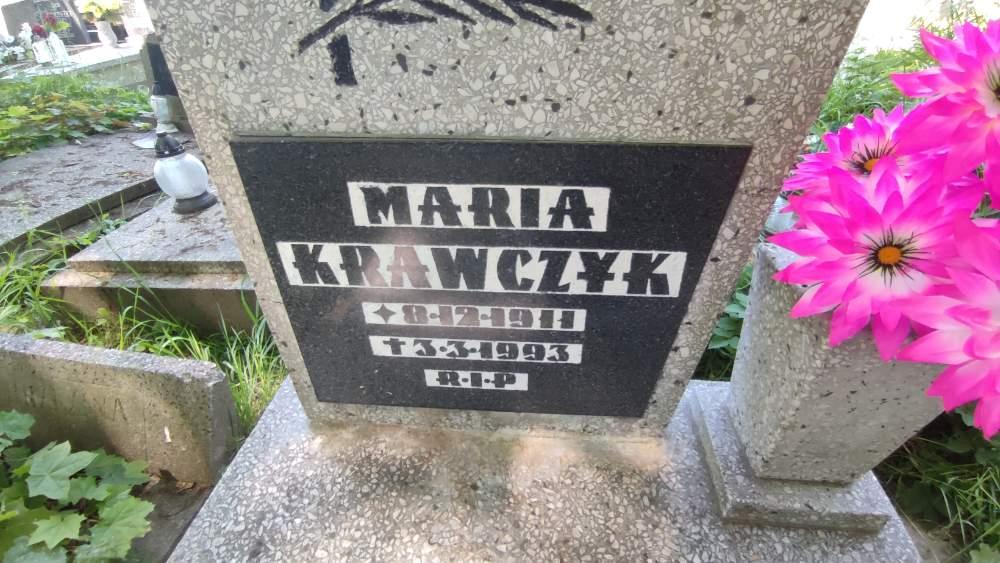 MARIA
KRAWCZYK
✦8-12-1911
✝3-3-1993
R-I-P